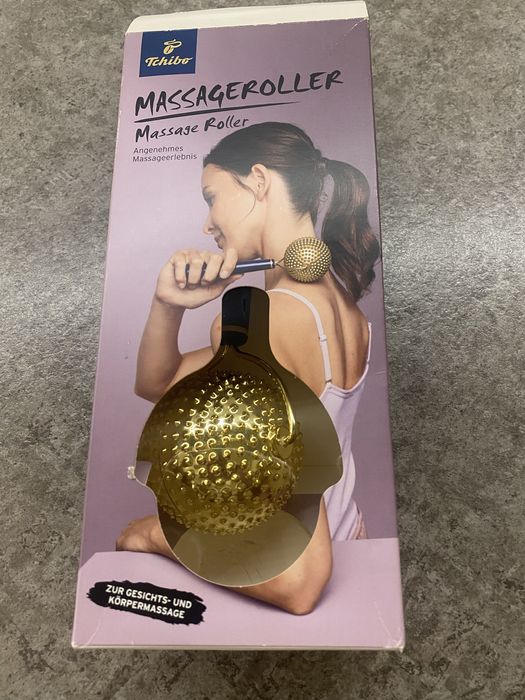 Tchibo
MASSAGEROLLER
Massage Roller
Angenehmes
Massageerlebnis
ZUR GESICHTS- UND
KÖRPERMASSAGE